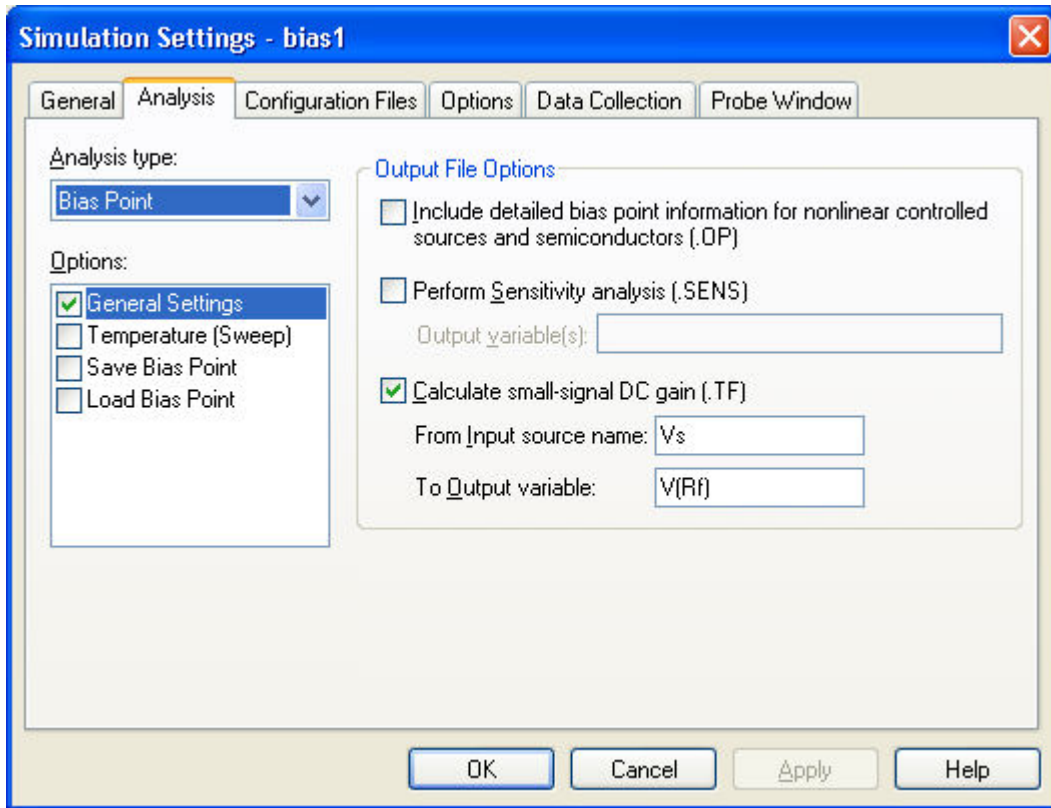 Simulation Settings - bias1
General
Analysis
Configuration Files
Options
Data Collection
Probe Window
Analysis type:
Bias Point
Options:
General Settings
Temperature (Sweep)
Save Bias Point
Load Bias Point
Output File Options
Include detailed bias point information for nonlinear controlled
sources and semiconductors (.OP)
Perform Sensitivity analysis (.SENS)
Output variable(s):
Calculate small-signal DC gain (.TF)
From Input source name: Vs
To Output variable: V(Rf)
OK
Cancel
Apply
Help